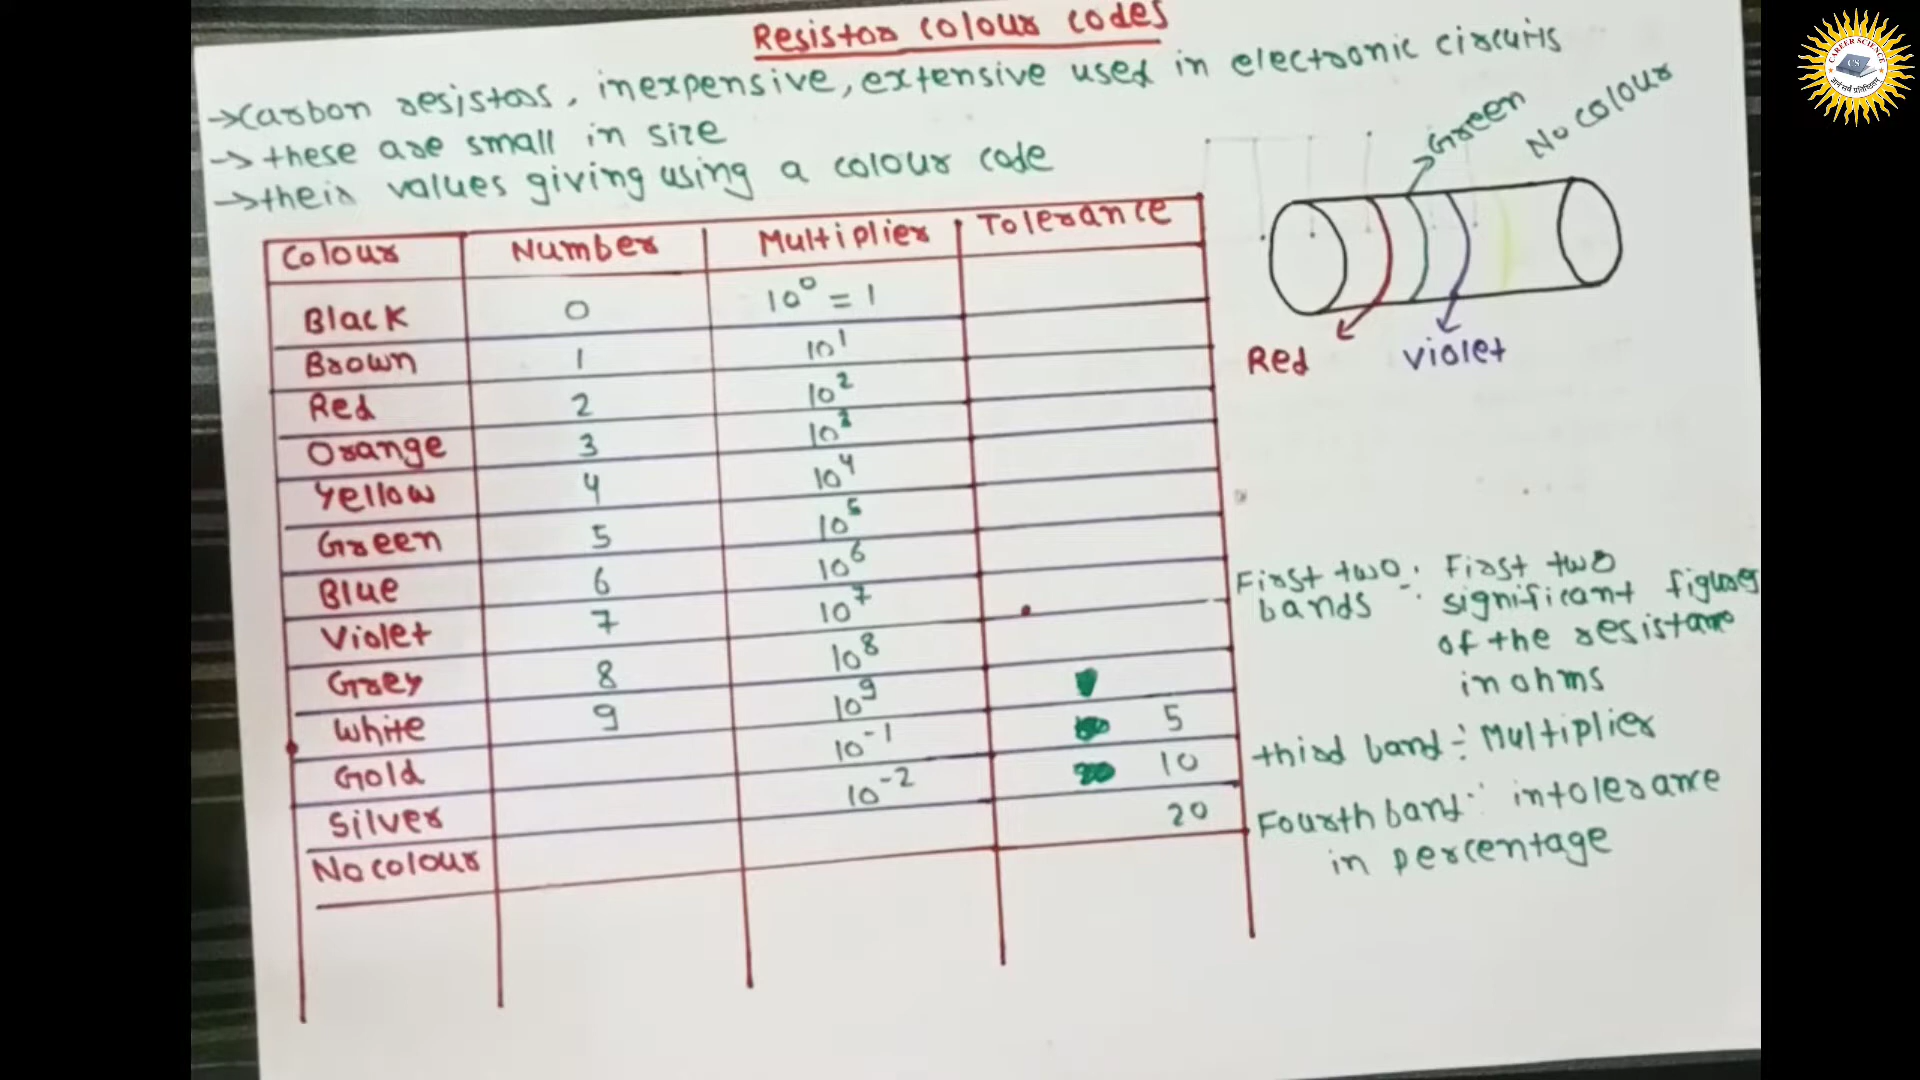 Resistor colour codes
→carbon resistors, inexpensive, extensive used in electronic circuits
→these are small in size
→their values giving using a colour code
Green
No colour
Red
violet
Colour Number Multiplier Tolerance
Black 0 10⁰ = 1
Brown 1 10¹
Red 2 10²
Orange 3 10³
Yellow 4 10⁴
Green 5 10⁵
Blue 6 10⁶
Violet 7 10⁷
Grey 8 10⁸
White 9 10⁹
Gold 10⁻¹ 5
Silver 10⁻² 10
No colour 20
First two bands :- First two
significant figures
of the resistance
in ohms
third band :- Multiplier
Fourth band :- in tolerance
in percentage
CAREER SCIENCE
CS